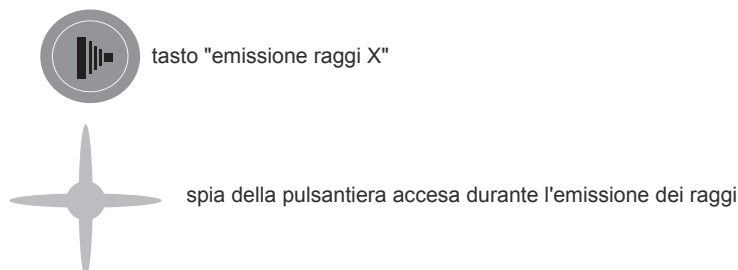 tasto "emissione raggi X"
spia della pulsantiera accesa durante l'emissione dei raggi